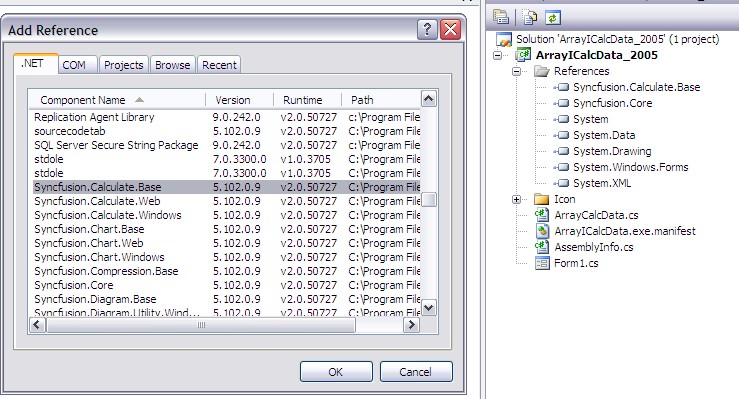 Add Reference
.NET COM Projects Browse Recent
Component Name Version Runtime Path
Replication Agent Library 9.0.242.0 v2.0.50727 c:\Program File
sourcecodetab 5.102.0.9 v2.0.50727 C:\Program File
SQL Server Secure String Package 9.0.242.0 v2.0.50727 c:\Program File
stdole 7.0.3300.0 v1.0.3705 c:\Program File
stdole 7.0.3300.0 v1.0.3705 c:\Program File
Syncfusion.Calculate.Base 5.102.0.9 v2.0.50727 C:\Program File
Syncfusion.Calculate.Web 5.102.0.9 v2.0.50727 C:\Program File
Syncfusion.Calculate.Windows 5.102.0.9 v2.0.50727 C:\Program File
Syncfusion.Chart.Base 5.102.0.9 v2.0.50727 C:\Program File
Syncfusion.Chart.Web 5.102.0.9 v2.0.50727 C:\Program File
Syncfusion.Chart.Windows 5.102.0.9 v2.0.50727 C:\Program File
Syncfusion.Compression.Base 5.102.0.9 v2.0.50727 C:\Program File
Syncfusion.Core 5.102.0.9 v2.0.50727 C:\Program File
Syncfusion.Diagram.Base 5.102.0.9 v2.0.50727 C:\Program File
Syncfusion.Diagram.Utility.Wind... 5.102.0.9 v2.0.50727 C:\Program File
OK Cancel
Solution 'ArrayICalcData_2005' (1 project)
ArrayICalcData_2005
References
Syncfusion.Calculate.Base
Syncfusion.Core
System
System.Data
System.Drawing
System.Windows.Forms
System.XML
Icon
ArrayCalcData.cs
ArrayICalcData.exe.manifest
AssemblyInfo.cs
Form1.cs